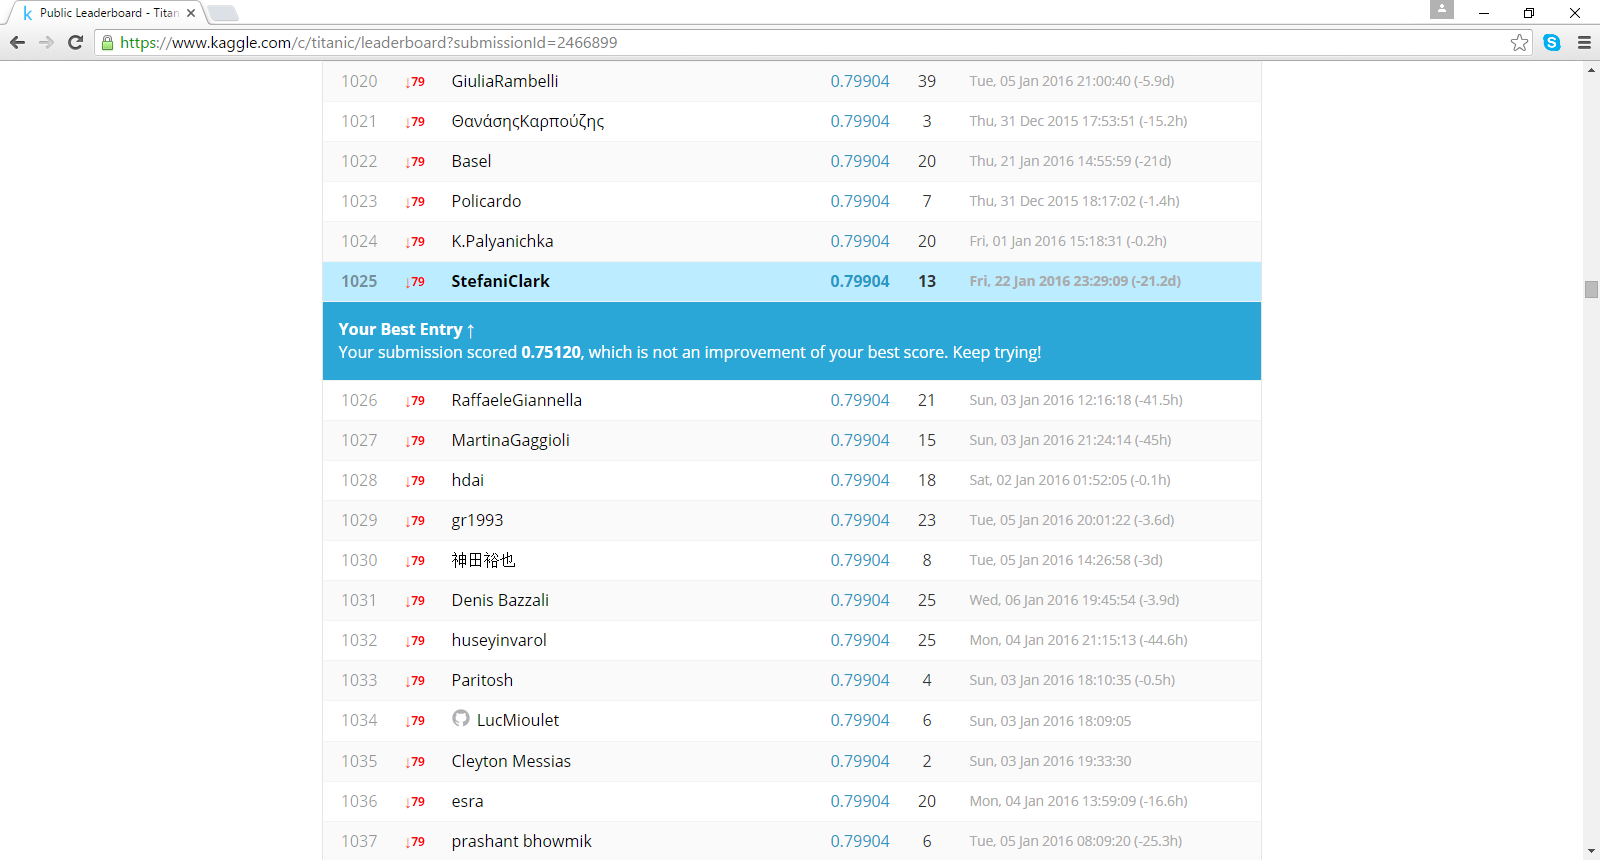 Public Leaderboard - Titan
https://www.kaggle.com/c/titanic/leaderboard?submissionId=2466899
1020 ↓79 GiuliaRambelli 0.79904 39 Tue, 05 Jan 2016 21:00:40 (-5.9d)
1021 ↓79 ΘανάσηςΚαρπούζης 0.79904 3 Thu, 31 Dec 2015 17:53:51 (-15.2h)
1022 ↓79 Basel 0.79904 20 Thu, 21 Jan 2016 14:55:59 (-21d)
1023 ↓79 Policardo 0.79904 7 Thu, 31 Dec 2015 18:17:02 (-1.4h)
1024 ↓79 K.Palyanichka 0.79904 20 Fri, 01 Jan 2016 15:18:31 (-0.2h)
1025 ↓79 StefaniClark 0.79904 13 Fri, 22 Jan 2016 23:29:09 (-21.2d)
Your Best Entry ↑
Your submission scored 0.75120, which is not an improvement of your best score. Keep trying!
1026 ↓79 RaffaeleGiannella 0.79904 21 Sun, 03 Jan 2016 12:16:18 (-41.5h)
1027 ↓79 MartinaGaggioli 0.79904 15 Sun, 03 Jan 2016 21:24:14 (-45h)
1028 ↓79 hdai 0.79904 18 Sat, 02 Jan 2016 01:52:05 (-0.1h)
1029 ↓79 gr1993 0.79904 23 Tue, 05 Jan 2016 20:01:22 (-3.6d)
1030 ↓79 神田裕也 0.79904 8 Tue, 05 Jan 2016 14:26:58 (-3d)
1031 ↓79 Denis Bazzali 0.79904 25 Wed, 06 Jan 2016 19:45:54 (-3.9d)
1032 ↓79 huseyinvarol 0.79904 25 Mon, 04 Jan 2016 21:15:13 (-44.6h)
1033 ↓79 Paritosh 0.79904 4 Sun, 03 Jan 2016 18:10:35 (-0.5h)
1034 ↓79 LucMioulet 0.79904 6 Sun, 03 Jan 2016 18:09:05
1035 ↓79 Cleyton Messias 0.79904 2 Sun, 03 Jan 2016 19:33:30
1036 ↓79 esra 0.79904 20 Mon, 04 Jan 2016 13:59:09 (-16.6h)
1037 ↓79 prashant bhowmik 0.79904 6 Tue, 05 Jan 2016 08:09:20 (-25.3h)